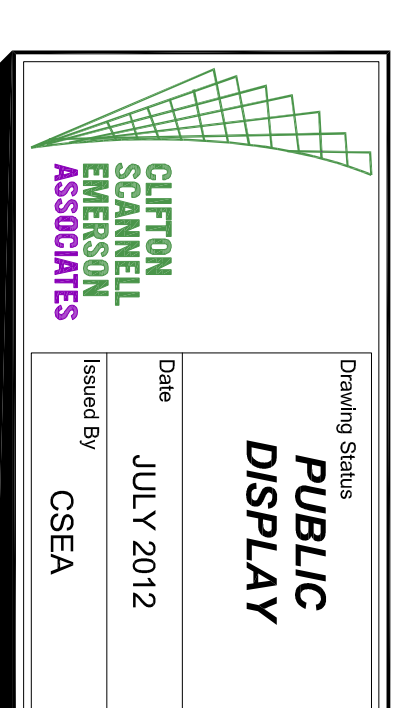 CLIFTON
SCANNELL
EMERSON
ASSOCIATES
Drawing Status
PUBLIC
DISPLAY
Date
JULY 2012
Issued By
CSEA